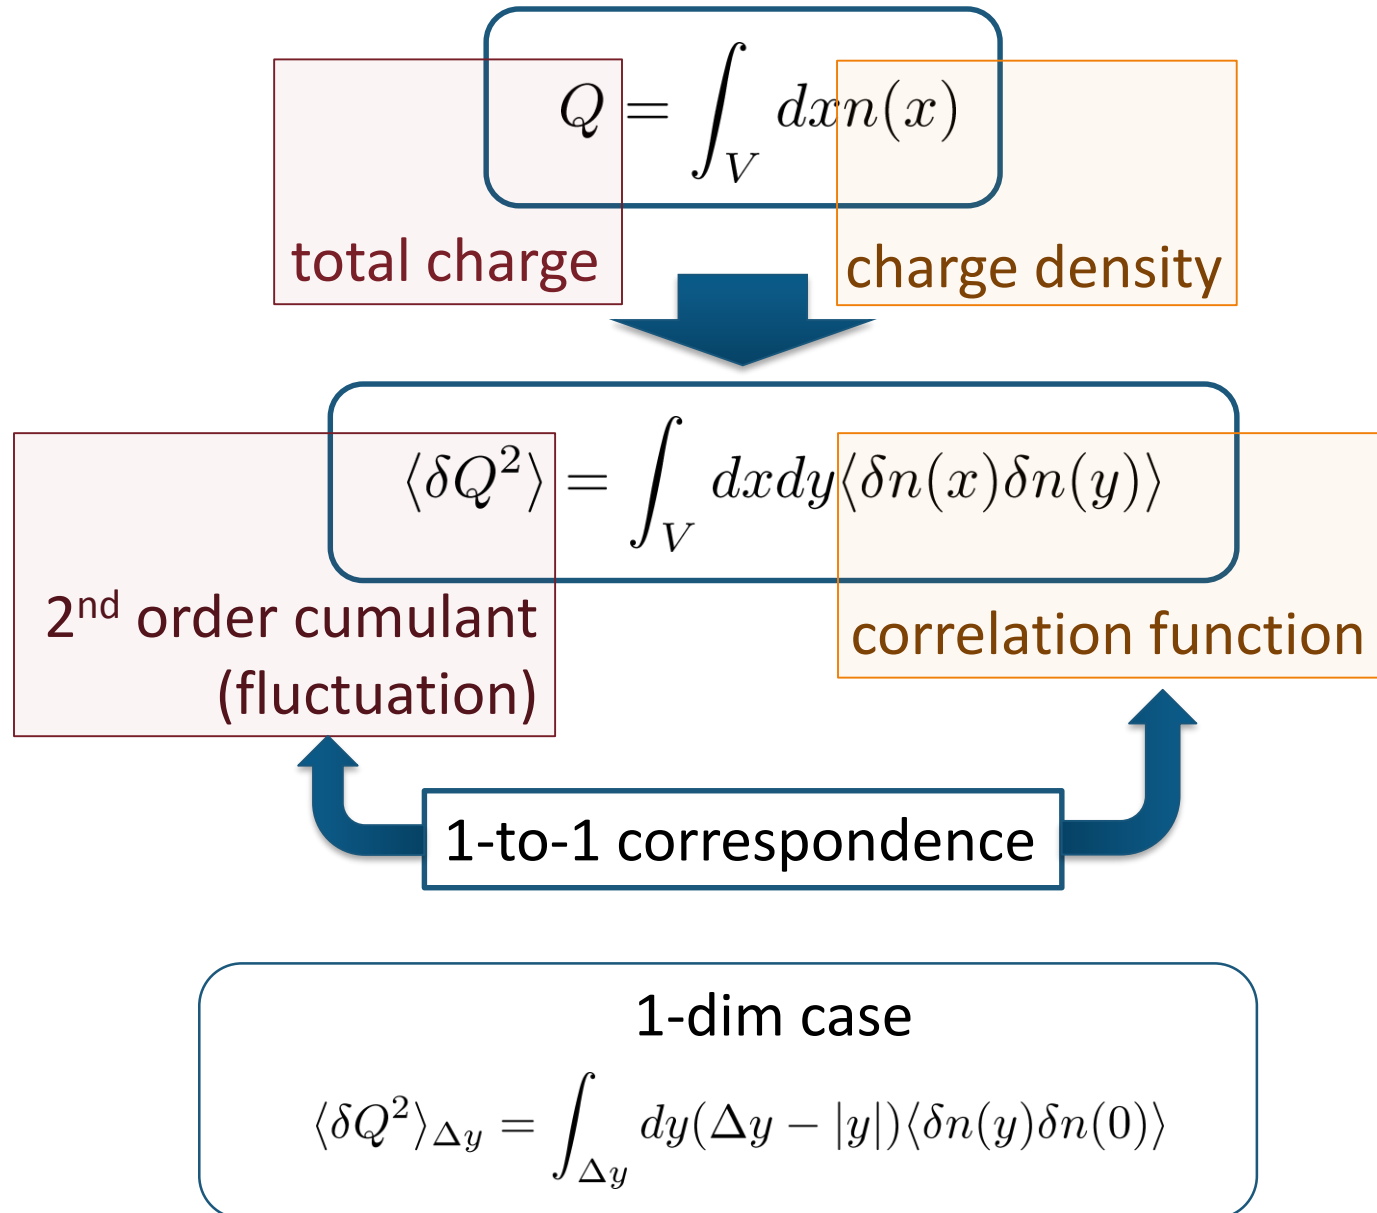 Q = ∫_V dxn(x)
total charge
charge density
⟨δQ²⟩ = ∫_V dxdy⟨δn(x)δn(y)⟩
2nd order cumulant
(fluctuation)
correlation function
1-to-1 correspondence
1-dim case
⟨δQ²⟩_Δy = ∫_Δy dy(Δy − |y|)⟨δn(y)δn(0)⟩